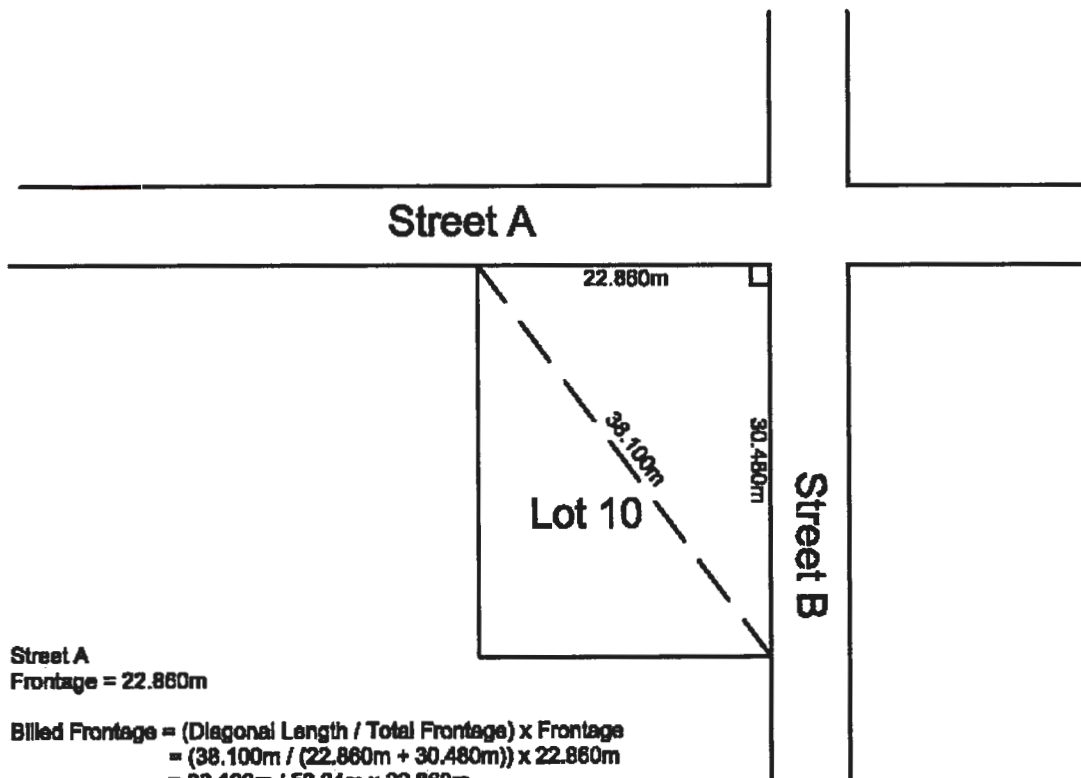 Street A
22.860m
38.100m
30.480m
Lot 10
Street B
Street A
Frontage = 22.860m
Billed Frontage = (Diagonal Length / Total Frontage) x Frontage
= (38.100m / (22.860m + 30.480m)) x 22.860m